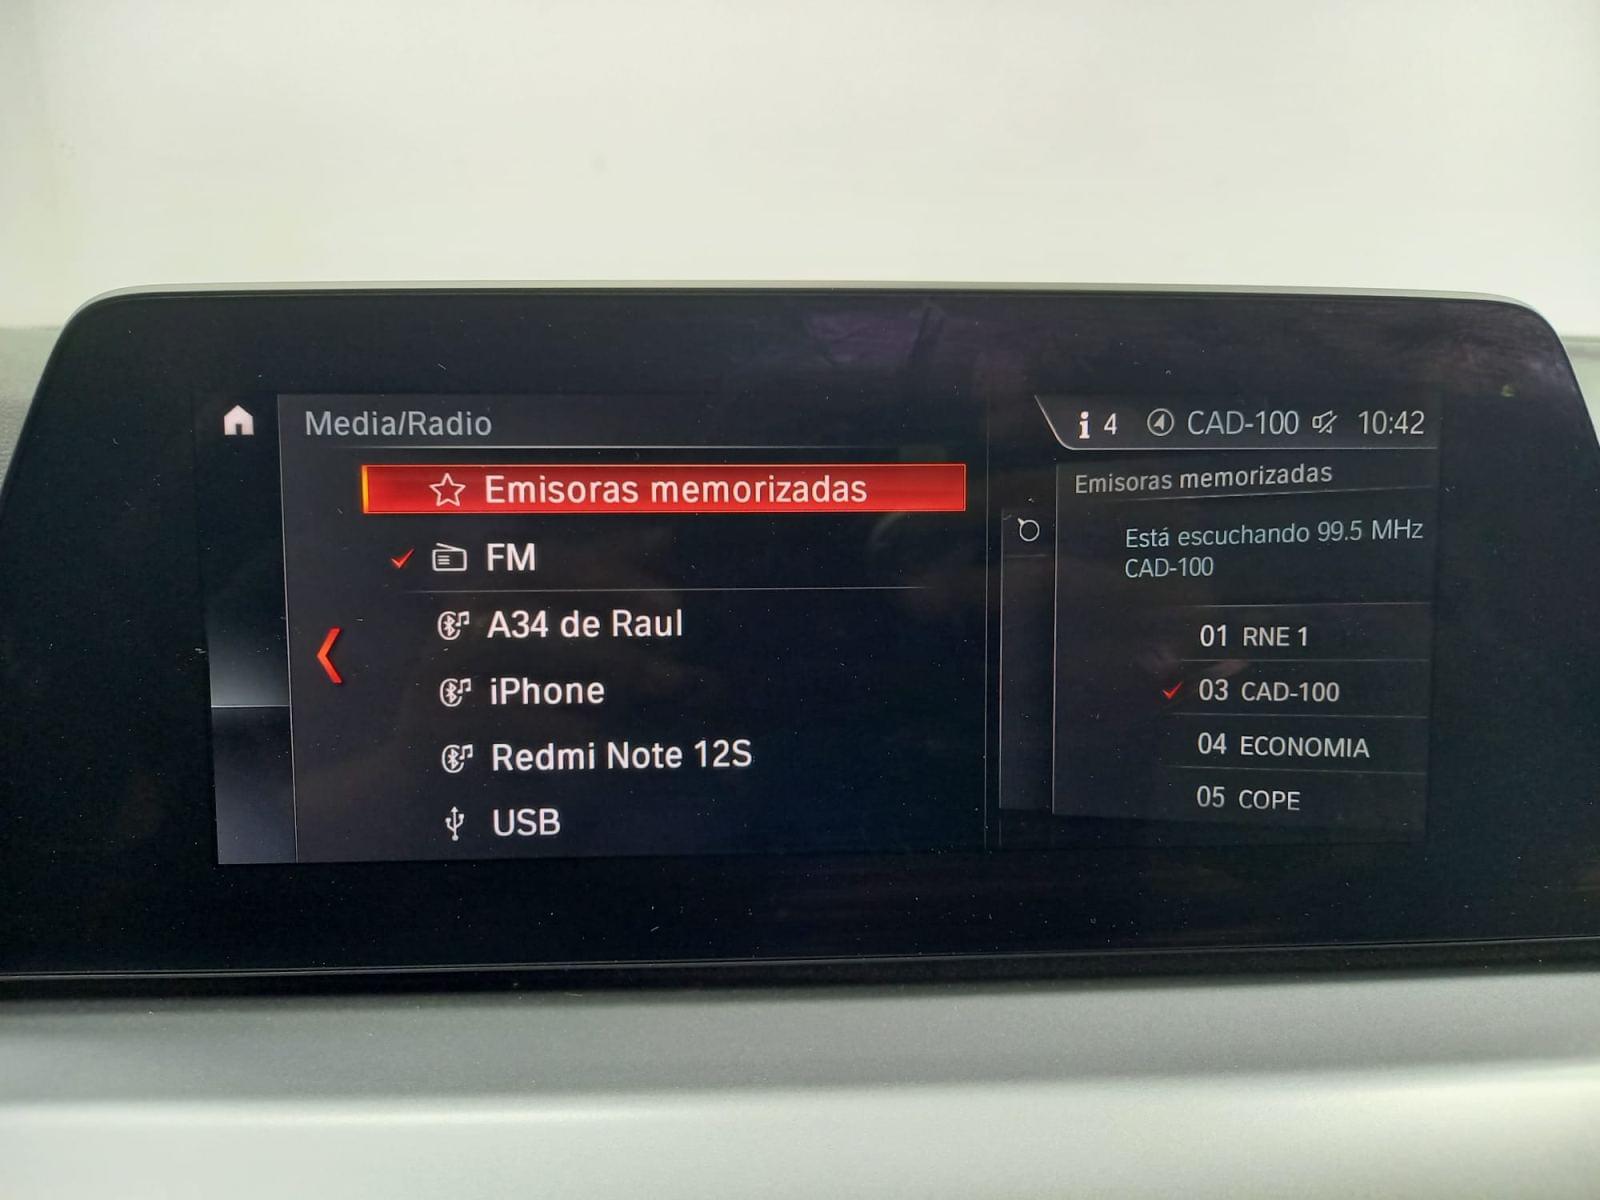 Media/Radio
Emisoras memorizadas
FM
A34 de Raul
iPhone
Redmi Note 12S
USB
i 4 CAD-100 10:42
Emisoras memorizadas
Está escuchando 99.5 MHz
CAD-100
01 RNE 1
03 CAD-100
04 ECONOMIA
05 COPE